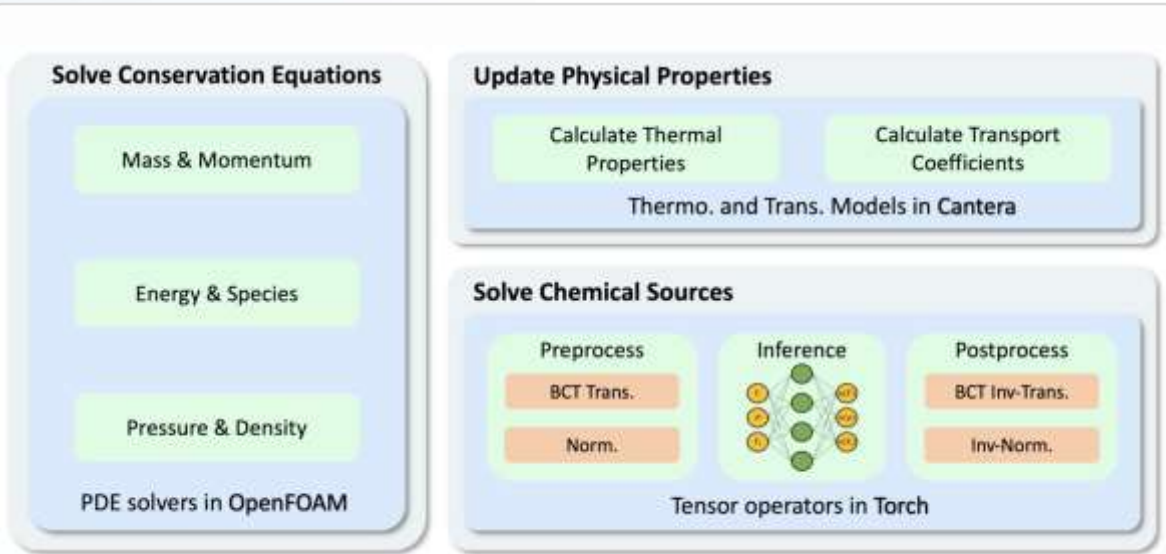 Solve Conservation Equations
Mass & Momentum
Energy & Species
Pressure & Density
PDE solvers in OpenFOAM
Update Physical Properties
Calculate Thermal
Properties
Calculate Transport
Coefficients
Thermo. and Trans. Models in Cantera
Solve Chemical Sources
Preprocess
BCT Trans.
Norm.
Inference
Postprocess
BCT Inv-Trans.
Inv-Norm.
Tensor operators in Torch